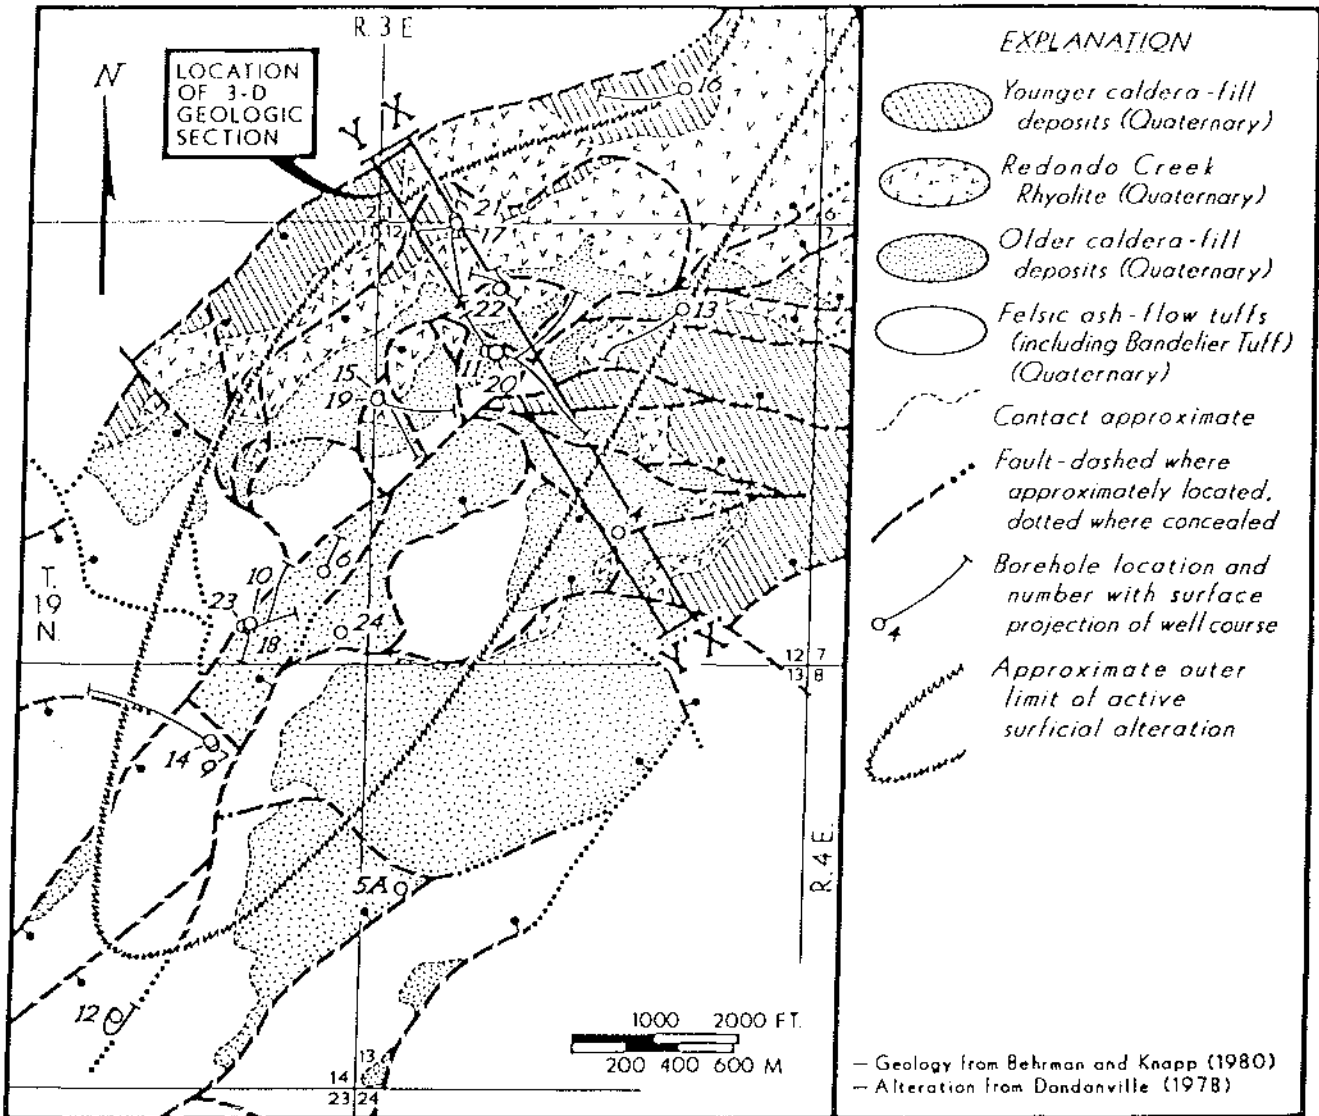 R. 3 E
N
LOCATION
OF 3-D
GEOLOGIC
SECTION
Y X
16
21
17
22
13
11
20
15
19
4
T.
19
N.
10
6
23
18
24
14
9
5A
12
12 7
13 8
R. 4 E.
Y X
1000 2000 FT.
200 400 600 M
14 13
23 24
EXPLANATION
Younger caldera-fill
deposits (Quaternary)
Redondo Creek
Rhyolite (Quaternary)
Older caldera-fill
deposits (Quaternary)
Felsic ash-flow tuffs
(including Bandelier Tuff)
(Quaternary)
Contact approximate
Fault-dashed where
approximately located,
dotted where concealed
Borehole location and
number with surface
projection of well course
4
Approximate outer
limit of active
surficial alteration
— Geology from Behrman and Knapp (1980)
— Alteration from Dondanville (1978)